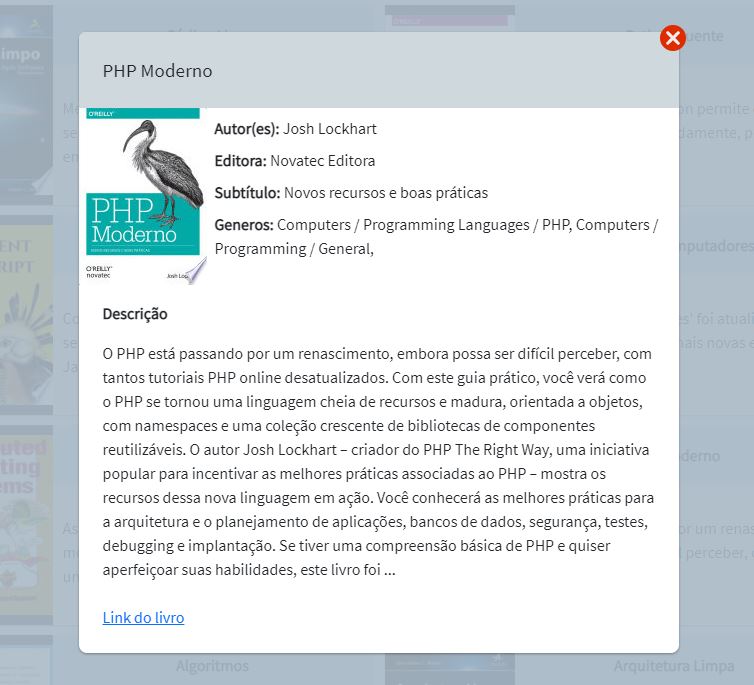 PHP Moderno
O'REILLY
PHP
Moderno
NOVOS RECURSOS E BOAS PRÁTICAS
O'REILLY
novatec
Autor(es): Josh Lockhart
Editora: Novatec Editora
Subtítulo: Novos recursos e boas práticas
Generos: Computers / Programming Languages / PHP, Computers /
Programming / General,
Descrição
O PHP está passando por um renascimento, embora possa ser difícil perceber, com
tantos tutoriais PHP online desatualizados. Com este guia prático, você verá como
o PHP se tornou uma linguagem cheia de recursos e madura, orientada a objetos,
com namespaces e uma coleção crescente de bibliotecas de componentes
reutilizáveis. O autor Josh Lockhart – criador do PHP The Right Way, uma iniciativa
popular para incentivar as melhores práticas associadas ao PHP – mostra os
recursos dessa nova linguagem em ação. Você conhecerá as melhores práticas para
a arquitetura e o planejamento de aplicações, bancos de dados, segurança, testes,
debugging e implantação. Se tiver uma compreensão básica de PHP e quiser
aperfeiçoar suas habilidades, este livro foi ...
Link do livro
Algoritmos
Arquitetura Limpa